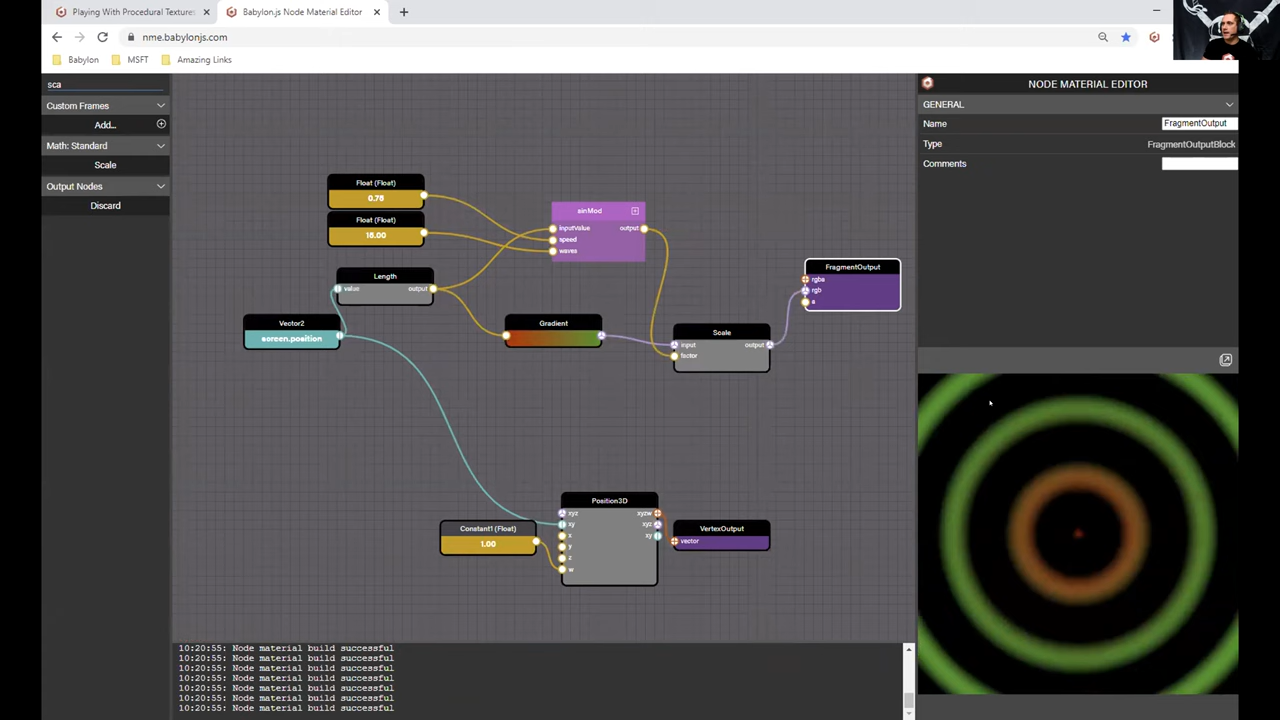 Playing With Procedural Textures
Babylon.js Node Material Editor
nme.babylonjs.com
Babylon
MSFT
Amazing Links
sca
Custom Frames
Add...
Math: Standard
Scale
Output Nodes
Discard
Float (Float)
0.75
Float (Float)
15.00
Length
value
output
Vector2
screen.position
sinMod
inputValue
output
speed
waves
Gradient
Scale
input
output
factor
FragmentOutput
rgba
rgb
a
Position3D
xyz
xyzw
xy
xyz
x
xy
y
z
w
Constant1 (Float)
1.00
VertexOutput
vector
10:20:55: Node material build successful
10:20:55: Node material build successful
10:20:55: Node material build successful
10:20:55: Node material build successful
10:20:55: Node material build successful
10:20:55: Node material build successful
10:20:55: Node material build successful
NODE MATERIAL EDITOR
GENERAL
Name
FragmentOutput
Type
FragmentOutputBlock
Comments